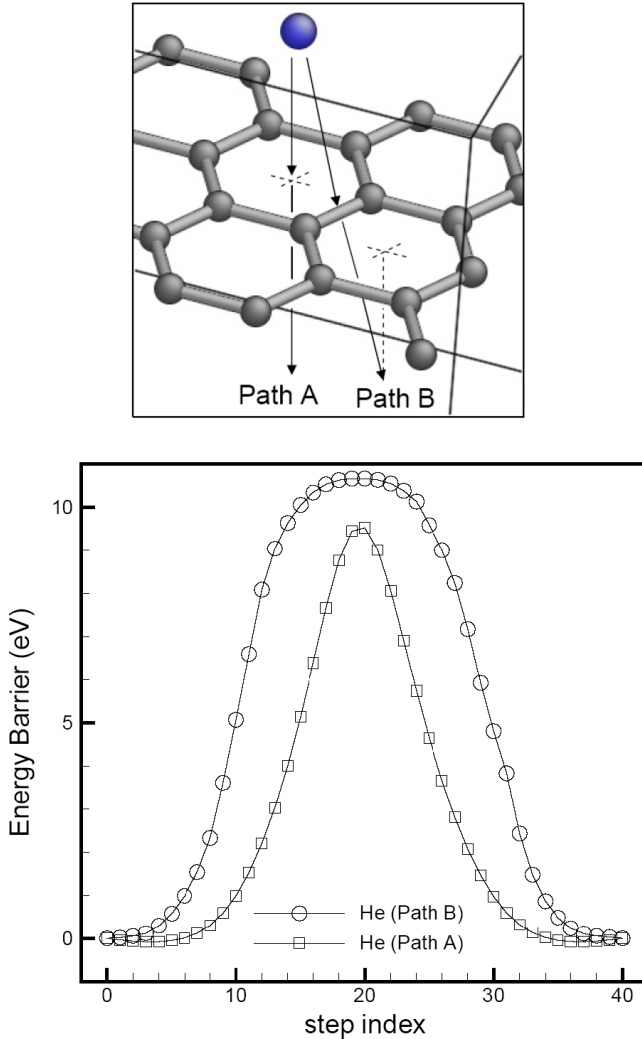 Path A
Path B
10
5
0
Energy Barrier (eV)
He (Path B)
He (Path A)
0
10
20
30
40
step index